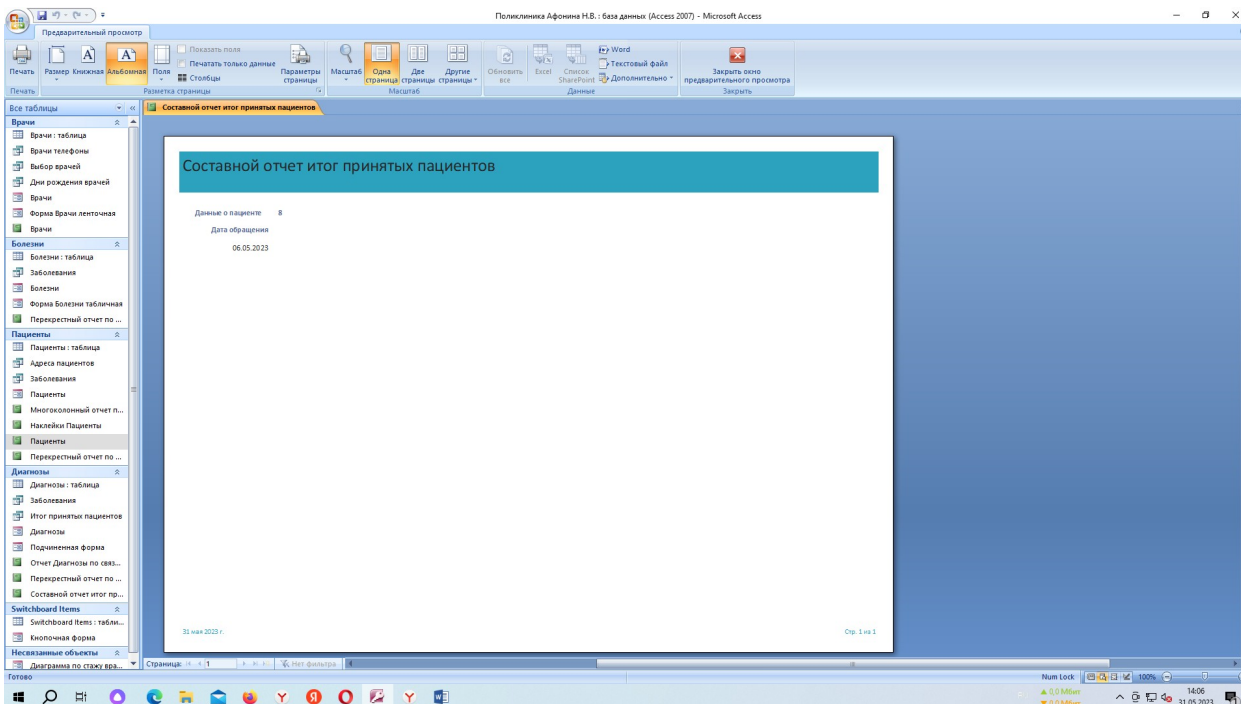 Поликлиника Афонина Н.В. : база данных (Access 2007) - Microsoft Access
Предварительный просмотр
Печать
Размер
Книжная
Альбомная
Поля
Показать поля
Печатать только данные
Столбцы
Параметры страницы
Масштаб
Одна страница
Две страницы
Другие страницы
Обновить все
Excel
Список SharePoint
Word
Текстовый файл
Дополнительно
Закрыть окно предварительного просмотра
Печать
Разметка страницы
Масштаб
Данные
Закрыть
Все таблицы
Врачи
Врачи : таблица
Врачи телефоны
Выбор врачей
Дни рождения врачей
Врачи
Форма Врачи ленточная
Врачи
Болезни
Болезни : таблица
Заболевания
Болезни
Форма Болезни табличная
Перекрестный отчет по ...
Пациенты
Пациенты : таблица
Адреса пациентов
Заболевания
Пациенты
Многоколонный отчет п...
Наклейки Пациенты
Пациенты
Перекрестный отчет по ...
Диагнозы
Диагнозы : таблица
Заболевания
Итог принятых пациентов
Диагнозы
Подчиненная форма
Отчет Диагнозы по связ...
Перекрестный отчет по ...
Составной отчет итог пр...
Switchboard Items
Switchboard Items : табли...
Кнопочная форма
Несвязанные объекты
Диаграмма по стажу вра...
Составной отчет итог принятых пациентов
Составной отчет итог принятых пациентов
Данные о пациенте 8
Дата обращения
06.05.2023
31 мая 2023 г.
Стр. 1 из 1
Страница: 1
Нет фильтра
Готово
Num Lock
100%
0,0 Мбит
0,0 Мбит
14:06
31.05.2023